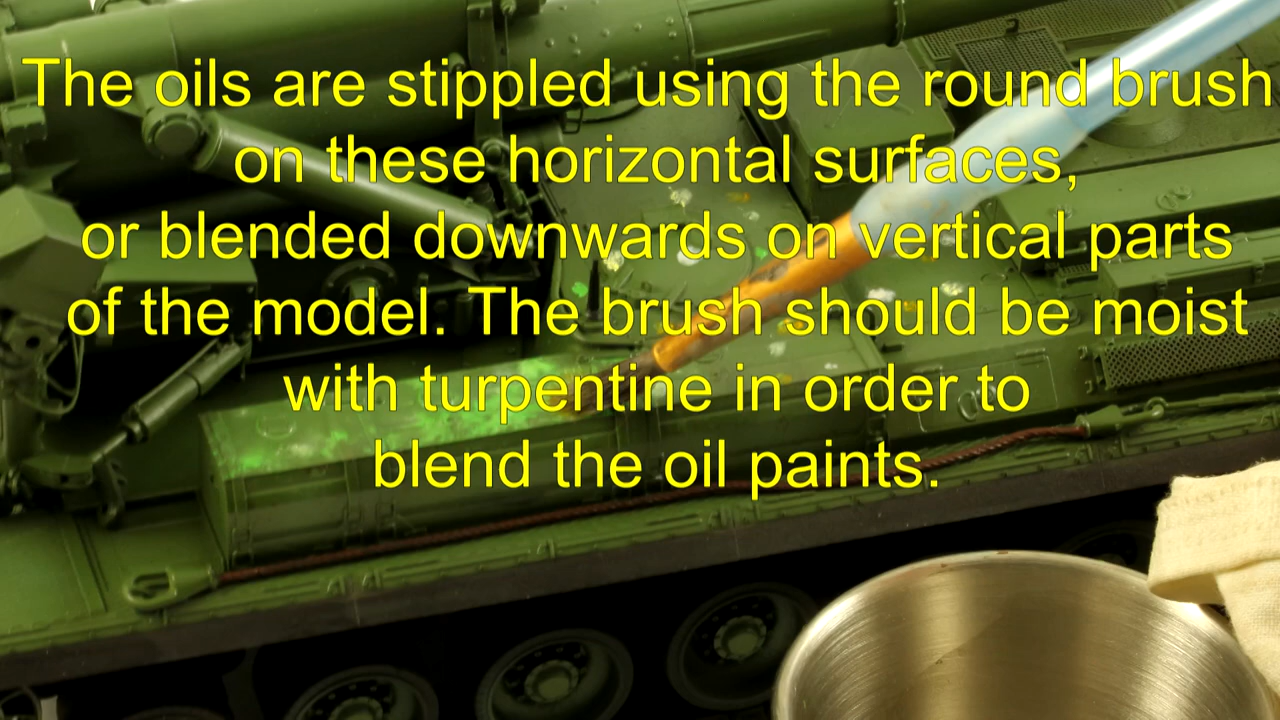 The oils are stippled using the round brush
on these horizontal surfaces,
or blended downwards on vertical parts
of the model. The brush should be moist
with turpentine in order to
blend the oil paints.